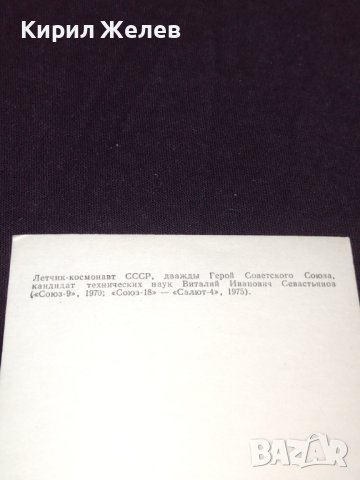 Кирил Желев
Летчик-космонавт СССР, дважды Герой Советского Союза,
кандидат технических наук Виталий Иванович Севастьянов
(«Союз-9», 1970; «Союз-18» — «Салют-4», 1975).
bazar